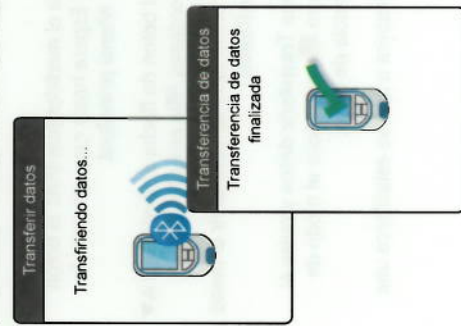 Transferir datos
Transfiriendo datos...
Transferencia de datos
Transferencia de datos
finalizada